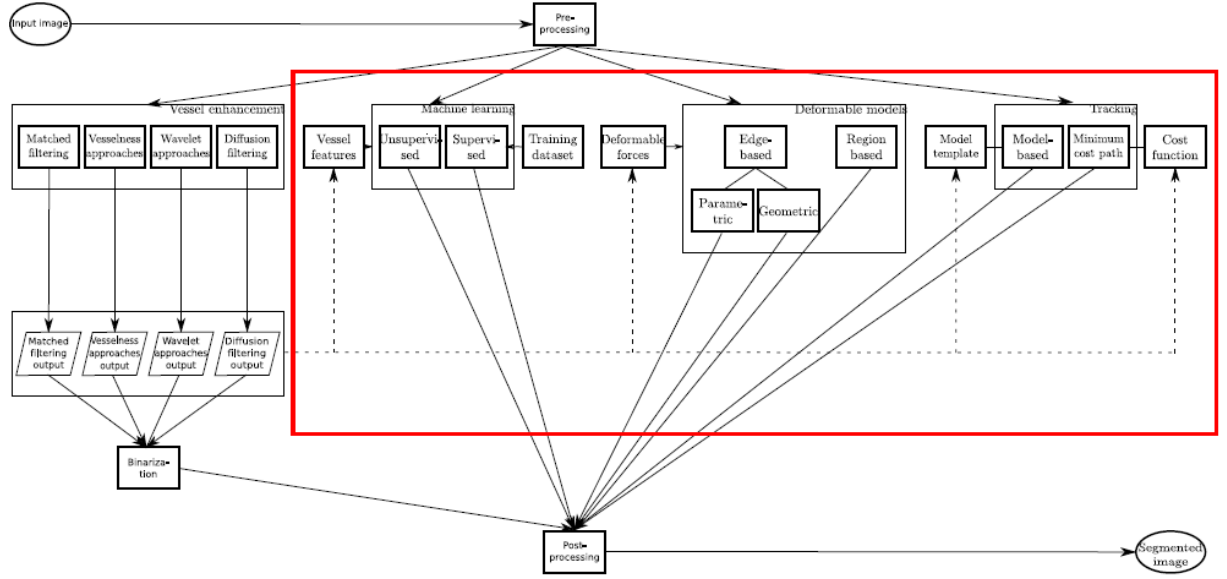 Input image
Pre-
processing
Vessel enhancement
Machine learning
Deformable models
Tracking
Matched
filtering
Vesselness
approaches
Wavelet
approaches
Diffusion
filtering
Vessel
features
Unsupervi-
sed
Supervi-
sed
Training
dataset
Deformable
forces
Edge-
based
Region
based
Model
template
Model-
based
Minimum
cost path
Cost
function
Parame-
tric
Geometric
Matched
filtering
output
Vesselness
approaches
output
Wavelet
approaches
output
Diffusion
filtering
output
Binariza-
tion
Post-
processing
Segmented
image